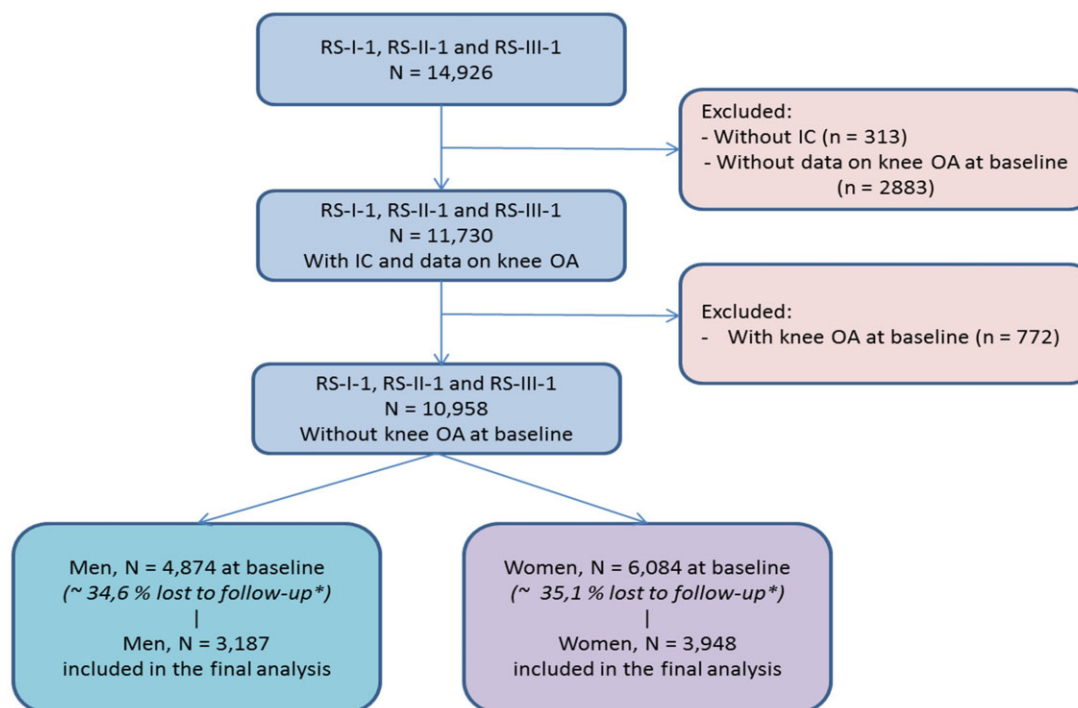 RS-I-1, RS-II-1 and RS-III-1
N = 14,926
Excluded:
- Without IC (n = 313)
- Without data on knee OA at baseline
(n = 2883)
RS-I-1, RS-II-1 and RS-III-1
N = 11,730
With IC and data on knee OA
Excluded:
- With knee OA at baseline (n = 772)
RS-I-1, RS-II-1 and RS-III-1
N = 10,958
Without knee OA at baseline
Men, N = 4,874 at baseline
(~ 34,6 % lost to follow-up*)
|
Men, N = 3,187
included in the final analysis
Women, N = 6,084 at baseline
(~ 35,1 % lost to follow-up*)
|
Women, N = 3,948
included in the final analysis